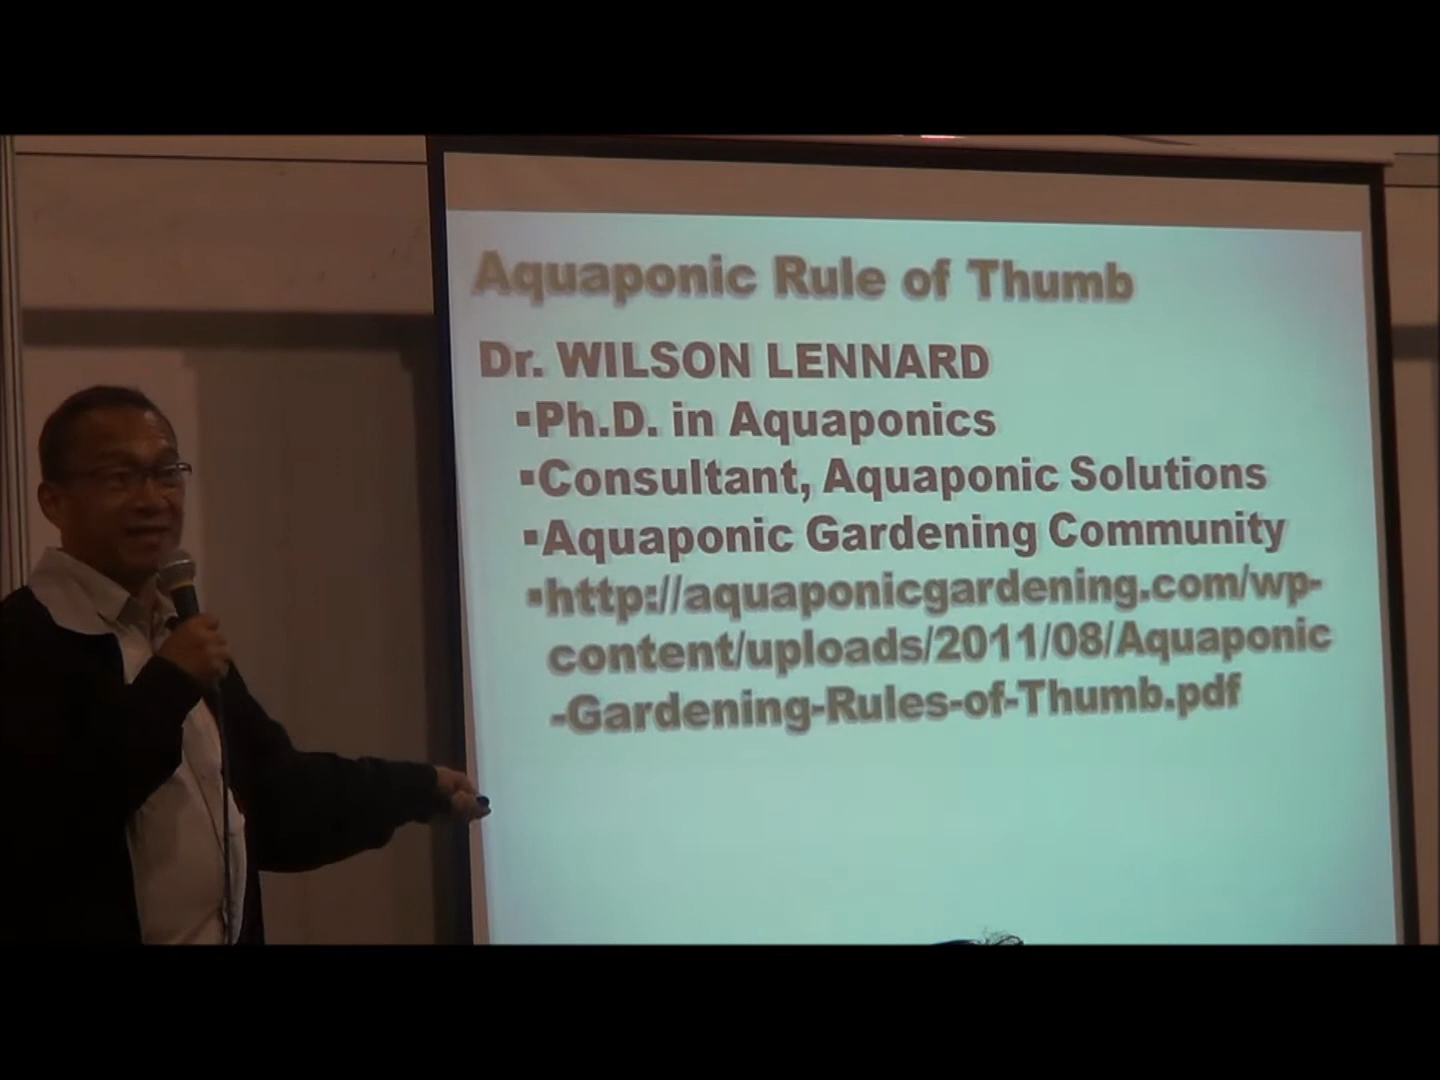 Aquaponic Rule of Thumb
Dr. WILSON LENNARD
▪Ph.D. in Aquaponics
▪Consultant, Aquaponic Solutions
▪Aquaponic Gardening Community
▪http://aquaponicgardening.com/wp-
content/uploads/2011/08/Aquaponic
-Gardening-Rules-of-Thumb.pdf